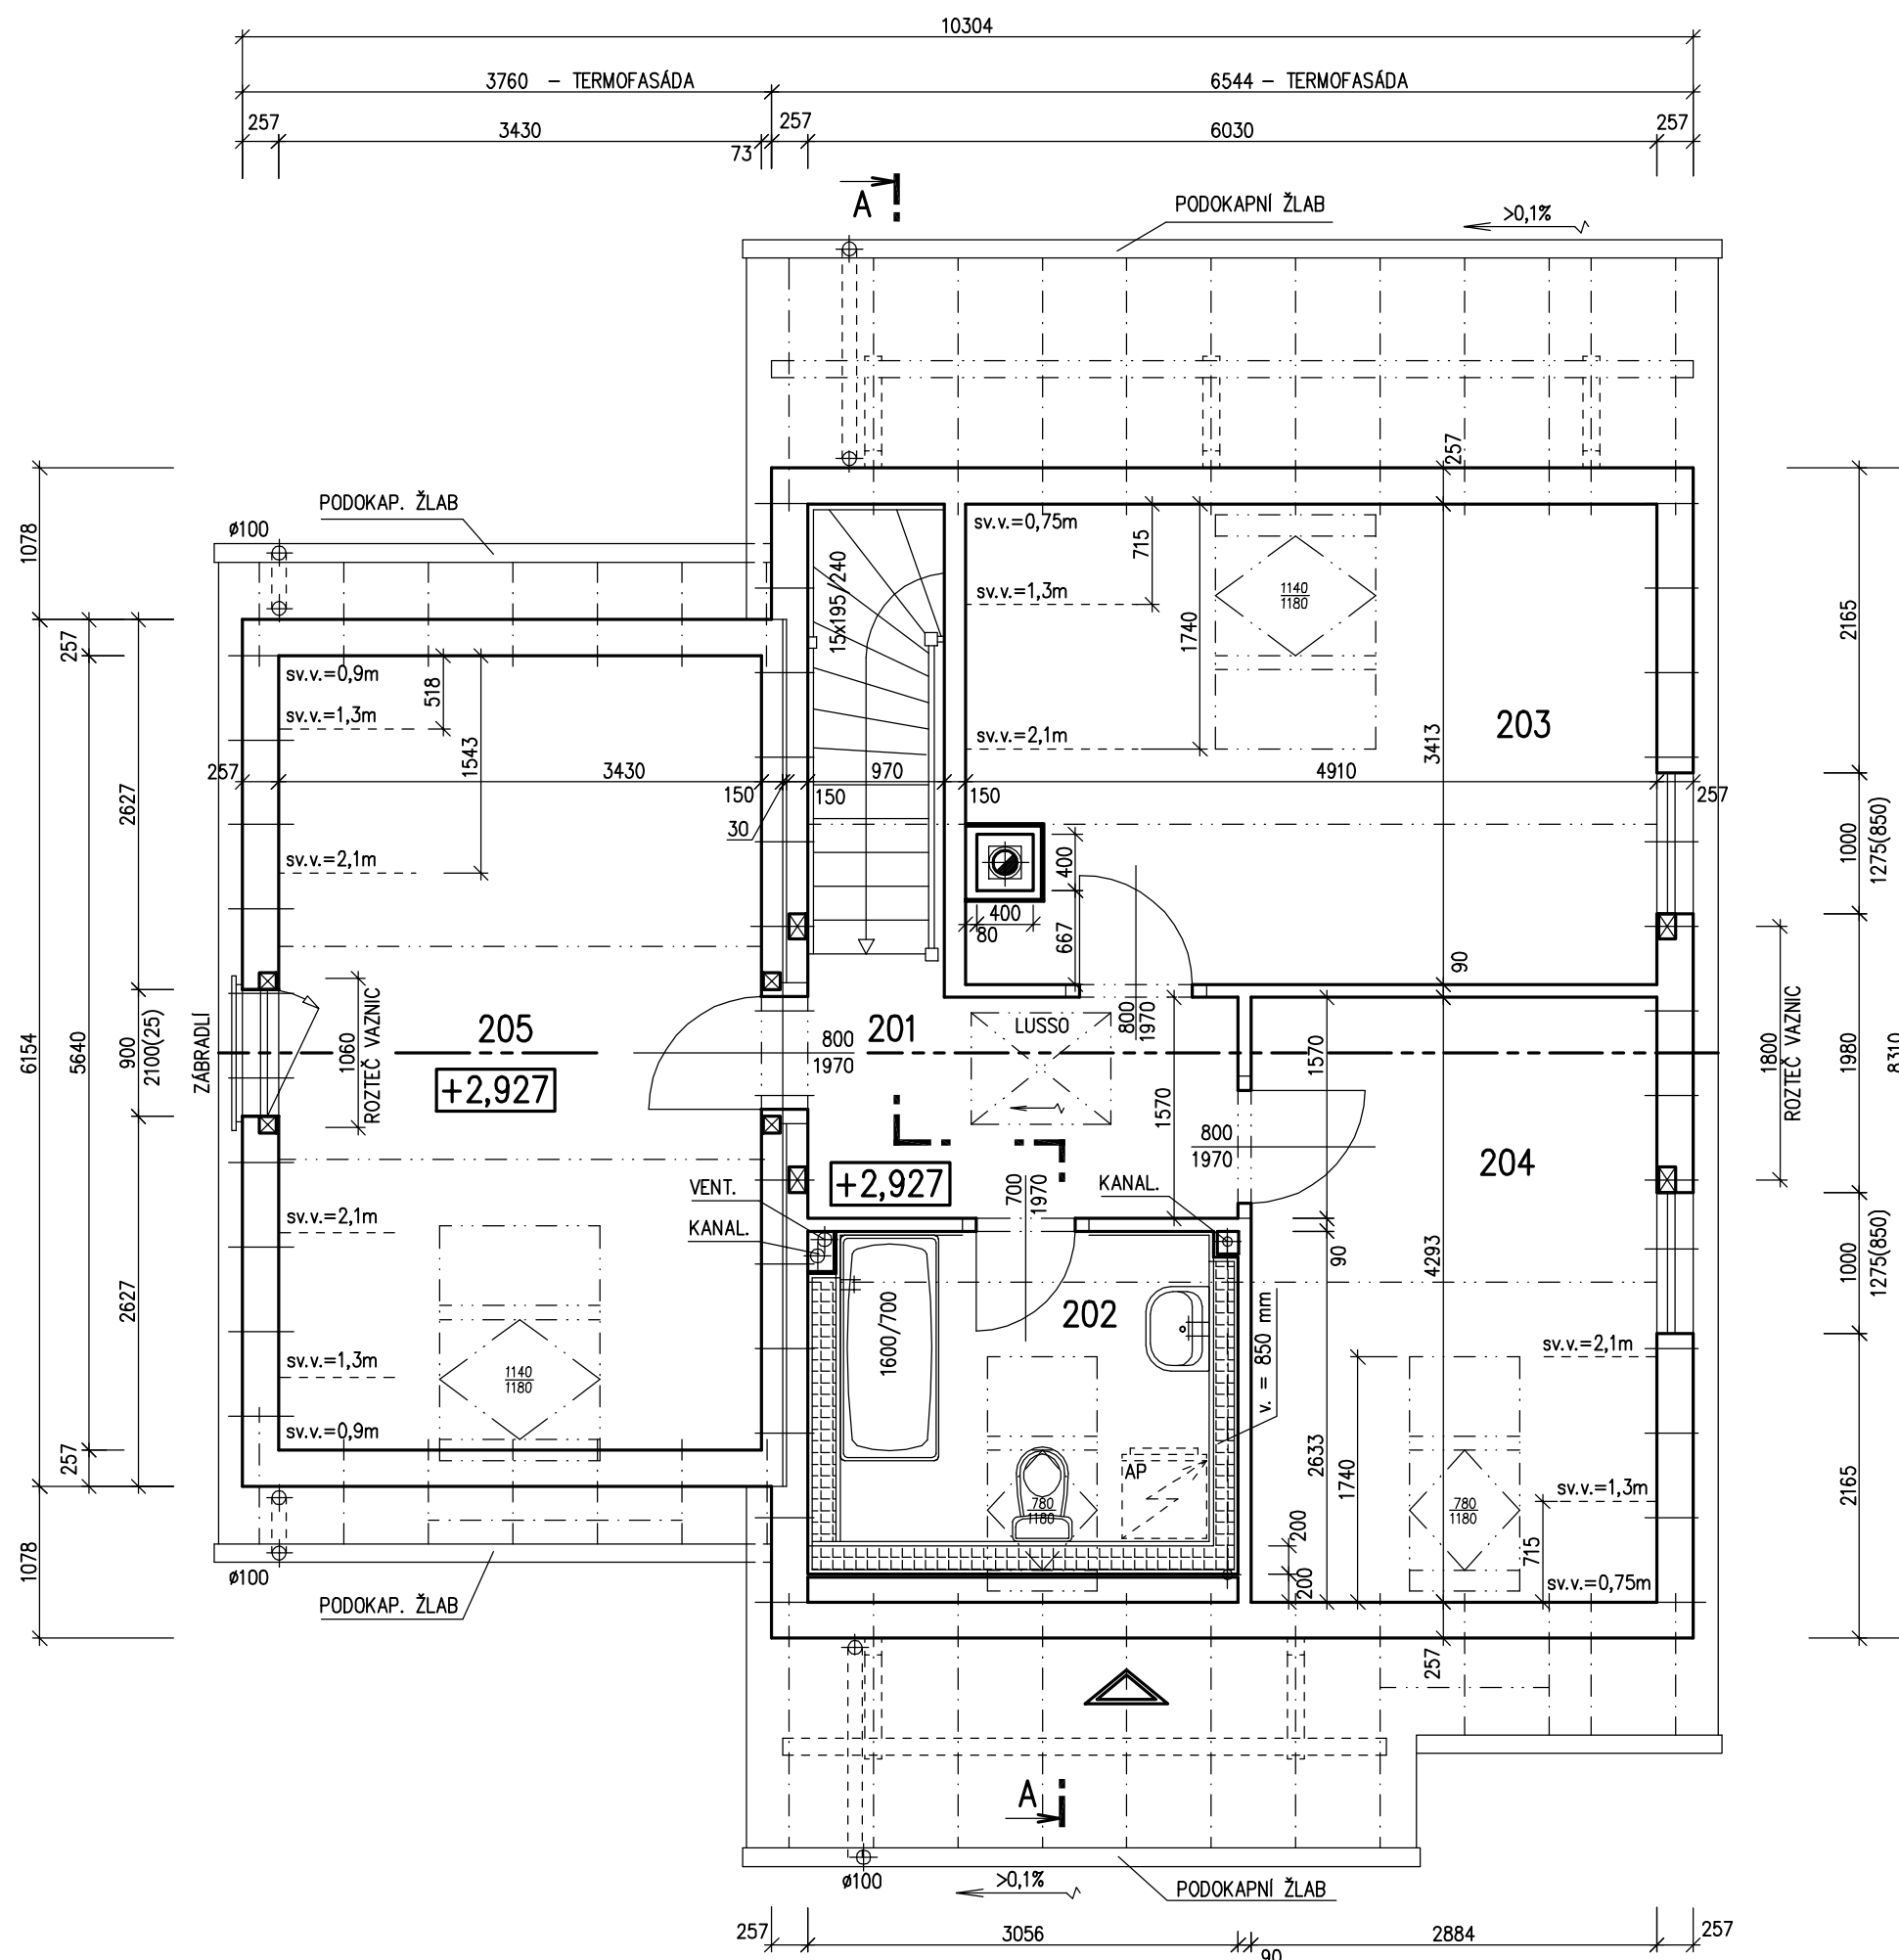 10304
3760 – TERMOFASÁDA
6544 – TERMOFASÁDA
257
3430
73
257
6030
257
A
PODOKAPNÍ ŽLAB
>0,1%
257
PODOKAP. ŽLAB
ø100
1078
257
6154
5640
2627
900
2100(25)
2627
257
1078
ZÁBRADLÍ
sv.v.=0,9m
sv.v.=1,3m
518
1543
257
3430
150
30
sv.v.=2,1m
15x195/240
970
150
150
sv.v.=0,75m
715
sv.v.=1,3m
1740
1140
1180
sv.v.=2,1m
203
3413
4910
257
400
400
80
667
90
2165
1000
1275(850)
1800
ROZTEČ VAZNIC
1980
8310
1000
1275(850)
2165
205
1060
ROZTEČ VAZNIC
+2,927
201
800
1970
LUSSO
800
1970
1570
1570
800
1970
204
+2,927
VENT.
KANAL.
700
1970
KANAL.
90
4293
sv.v.=2,1m
sv.v.=2,1m
1140
1180
sv.v.=1,3m
sv.v.=0,9m
1600/700
202
v. = 850 mm
AP
780
1180
2633
1740
780
1180
sv.v.=1,3m
715
200
200
sv.v.=0,75m
ø100
PODOKAP. ŽLAB
257
A
ø100
>0,1%
PODOKAPNÍ ŽLAB
257
3056
90
2884
257